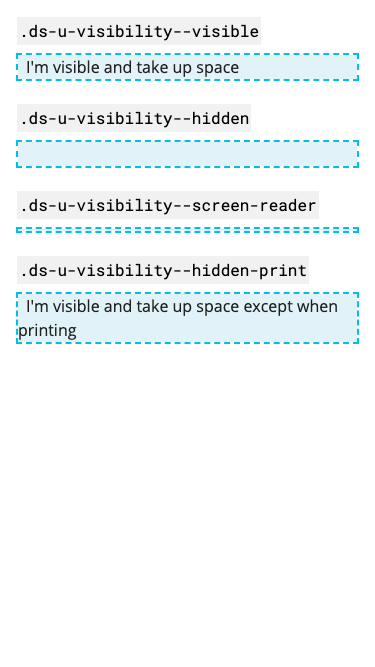 .ds-u-visibility--visible
I'm visible and take up space
.ds-u-visibility--hidden
.ds-u-visibility--screen-reader
.ds-u-visibility--hidden-print
I'm visible and take up space except when
printing